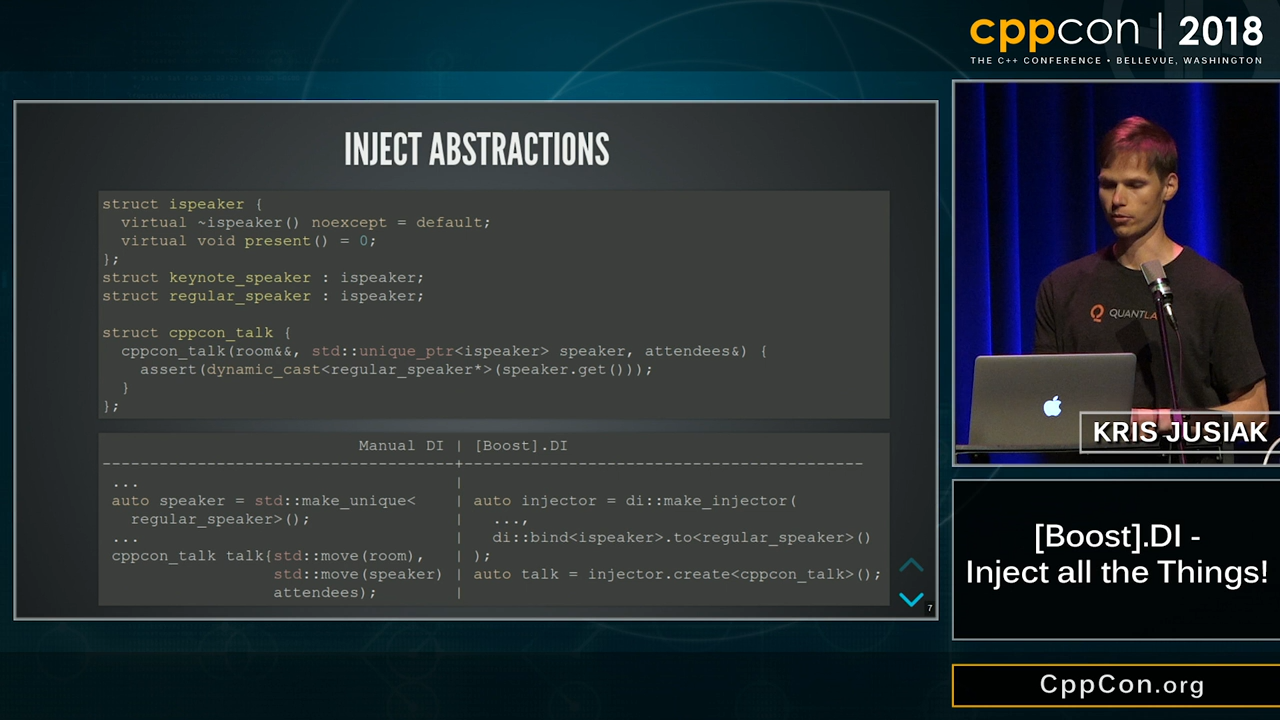 cppcon | 2018
THE C++ CONFERENCE • BELLEVUE, WASHINGTON
INJECT ABSTRACTIONS
struct ispeaker {
  virtual ~ispeaker() noexcept = default;
  virtual void present() = 0;
};
struct keynote_speaker : ispeaker;
struct regular_speaker : ispeaker;
struct cppcon_talk {
  cppcon_talk(room&&, std::unique_ptr<ispeaker> speaker, attendees&) {
    assert(dynamic_cast<regular_speaker*>(speaker.get()));
  }
};
                           Manual DI | [Boost].DI
-------------------------------------+------------------------------------------
 ...                                 |
 auto speaker = std::make_unique<    | auto injector = di::make_injector(
   regular_speaker>();               |   ...,
 ...                                 |   di::bind<ispeaker>.to<regular_speaker>()
 cppcon_talk talk{std::move(room),   | );
                  std::move(speaker) | auto talk = injector.create<cppcon_talk>();
                  attendees);        |
7
QUANTLA
KRIS JUSIAK
[Boost].DI -
Inject all the Things!
CppCon.org